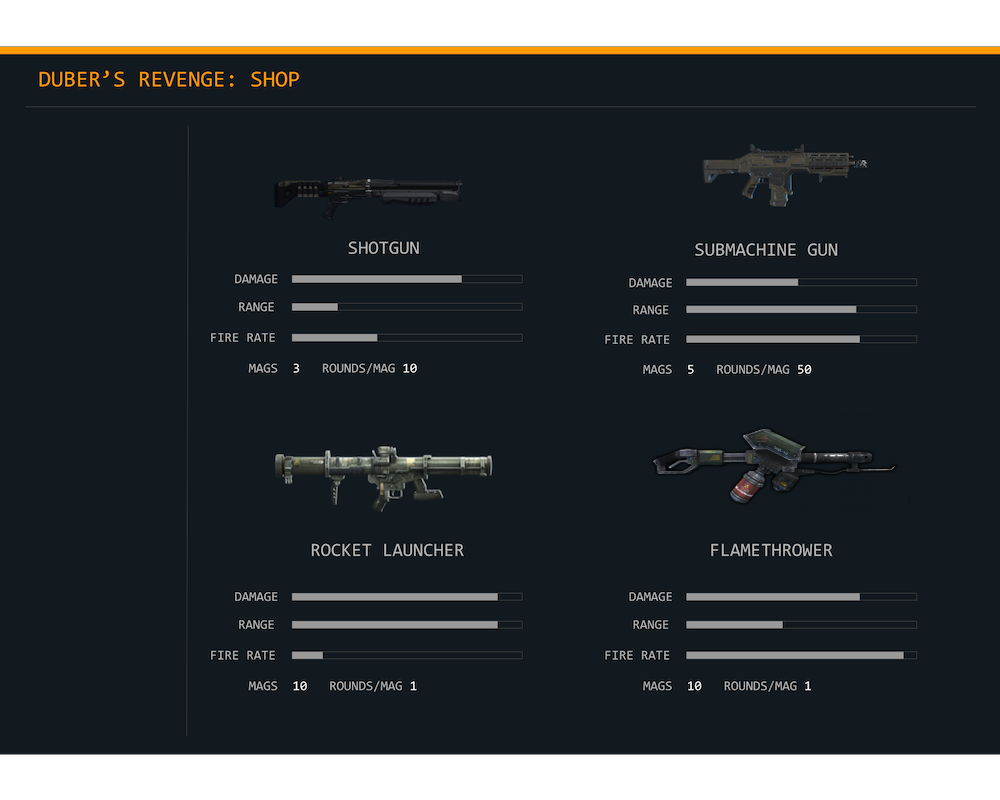 DUBER’S REVENGE: SHOP
SHOTGUN
DAMAGE
RANGE
FIRE RATE
MAGS 3 ROUNDS/MAG 10
SUBMACHINE GUN
DAMAGE
RANGE
FIRE RATE
MAGS 5 ROUNDS/MAG 50
ROCKET LAUNCHER
DAMAGE
RANGE
FIRE RATE
MAGS 10 ROUNDS/MAG 1
FLAMETHROWER
DAMAGE
RANGE
FIRE RATE
MAGS 10 ROUNDS/MAG 1